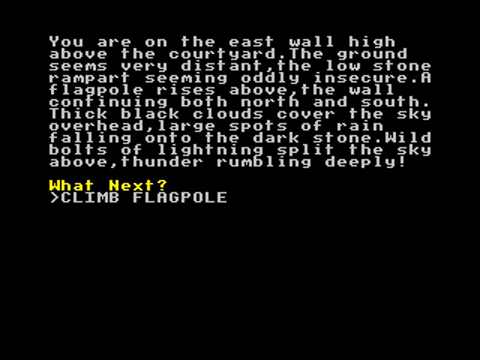 You are on the east wall high
above the courtyard.The ground
seems very distant,the low stone
rampart seeming oddly insecure.A
flagpole rises above,the wall
continuing both north and south.
Thick black clouds cover the sky
overhead,large spots of rain
falling onto the dark stone.Wild
bolts of lightning split the sky
above,thunder rumbling deeply!
What Next?
>CLIMB FLAGPOLE